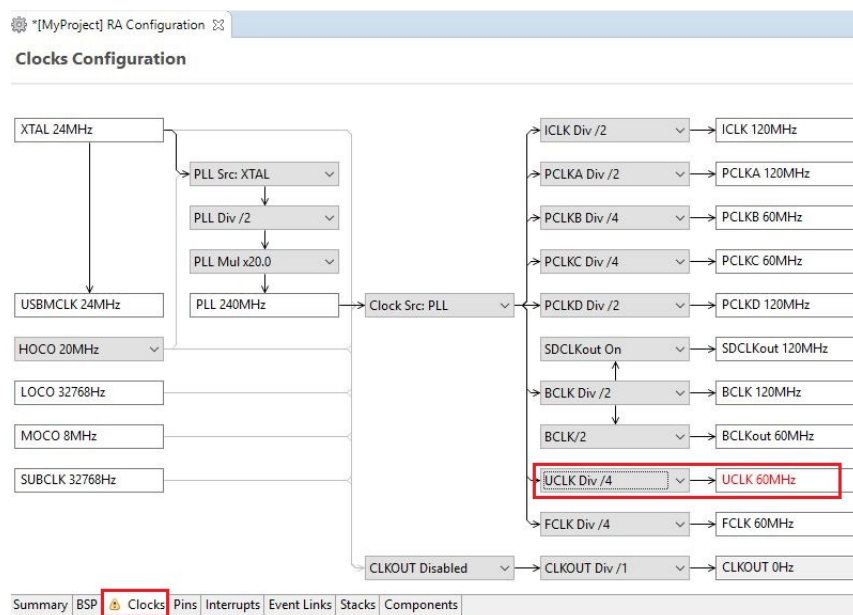 *[MyProject] RA Configuration
Clocks Configuration
XTAL 24MHz
ICLK Div /2
ICLK 120MHz
PLL Src: XTAL
PCLKA Div /2
PCLKA 120MHz
PLL Div /2
PCLKB Div /4
PCLKB 60MHz
PLL Mul x20.0
PCLKC Div /4
PCLKC 60MHz
USBMCLK 24MHz
PLL 240MHz
Clock Src: PLL
PCLKD Div /2
PCLKD 120MHz
HOCO 20MHz
SDCLKout On
SDCLKout 120MHz
LOCO 32768Hz
BCLK Div /2
BCLK 120MHz
MOCO 8MHz
BCLK/2
BCLKout 60MHz
SUBCLK 32768Hz
UCLK Div /4
UCLK 60MHz
FCLK Div /4
FCLK 60MHz
CLKOUT Disabled
CLKOUT Div /1
CLKOUT 0Hz
Summary BSP Clocks Pins Interrupts Event Links Stacks Components